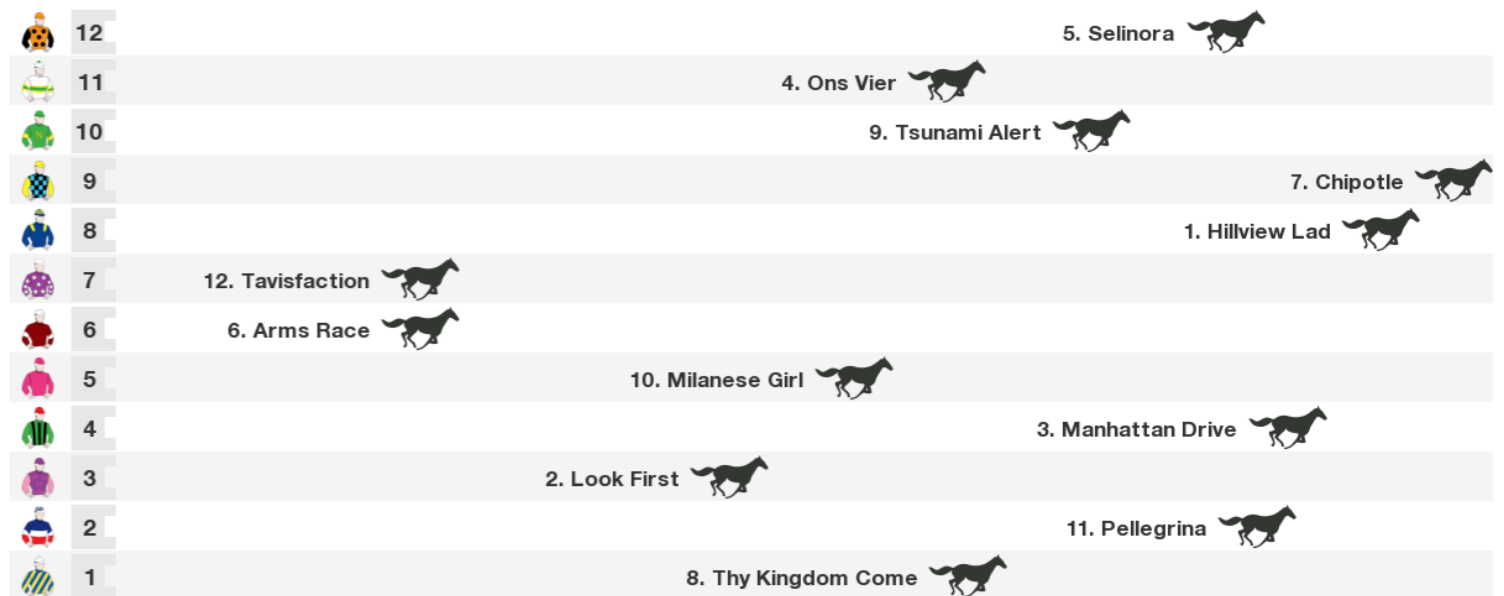 12 5. Selinora
11 4. Ons Vier
10 9. Tsunami Alert
9 7. Chipotle
8 1. Hillview Lad
7 12. Tavisfaction
6 6. Arms Race
5 10. Milanese Girl
4 3. Manhattan Drive
3 2. Look First
2 11. Pellegrina
1 8. Thy Kingdom Come